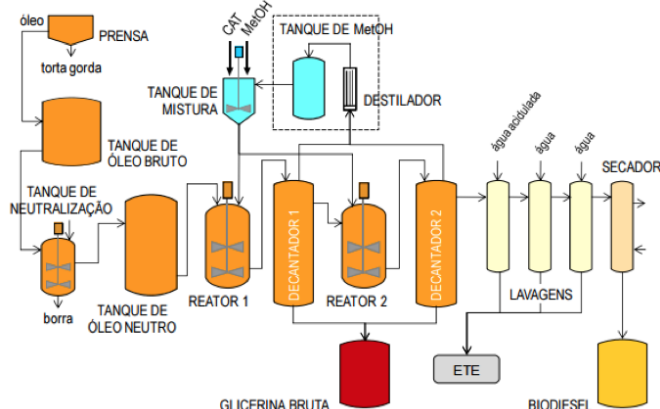 óleo
PRENSA
torta gorda
CAT
MetOH
TANQUE DE MetOH
TANQUE DE
MISTURA
DESTILADOR
TANQUE DE
ÓLEO BRUTO
água acidulada
água
água
SECADOR
TANQUE DE
NEUTRALIZAÇÃO
borra
TANQUE DE
ÓLEO NEUTRO
REATOR 1
DECANTADOR 1
REATOR 2
DECANTADOR 2
LAVAGENS
ETE
GLICERINA BRUTA
BIODIESEL